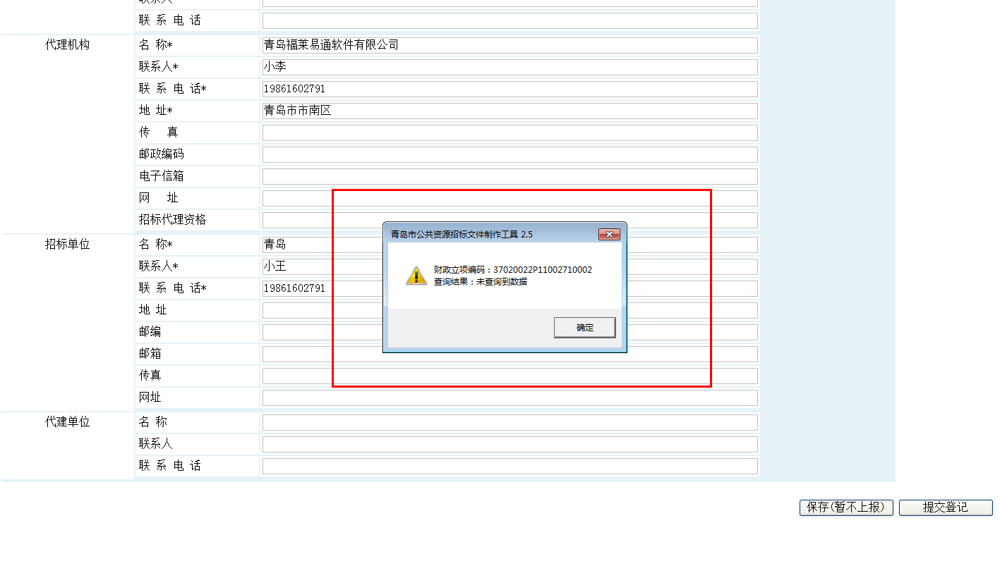 联 系 电 话
代理机构
名 称*
青岛福莱易通软件有限公司
联系人*
小李
联 系 电 话*
19861602791
地 址*
青岛市市南区
传 真
邮政编码
电子信箱
网 址
招标代理资格
招标单位
名 称*
青岛
联系人*
小王
联 系 电 话*
19861602791
地 址
邮编
邮箱
传真
网址
青岛市公共资源招标文件制作工具 2.5
财政立项编码：37020022P11002710002
查询结果：未查询到数据
确定
代建单位
名 称
联系人
联 系 电 话
保存(暂不上报)
提交登记